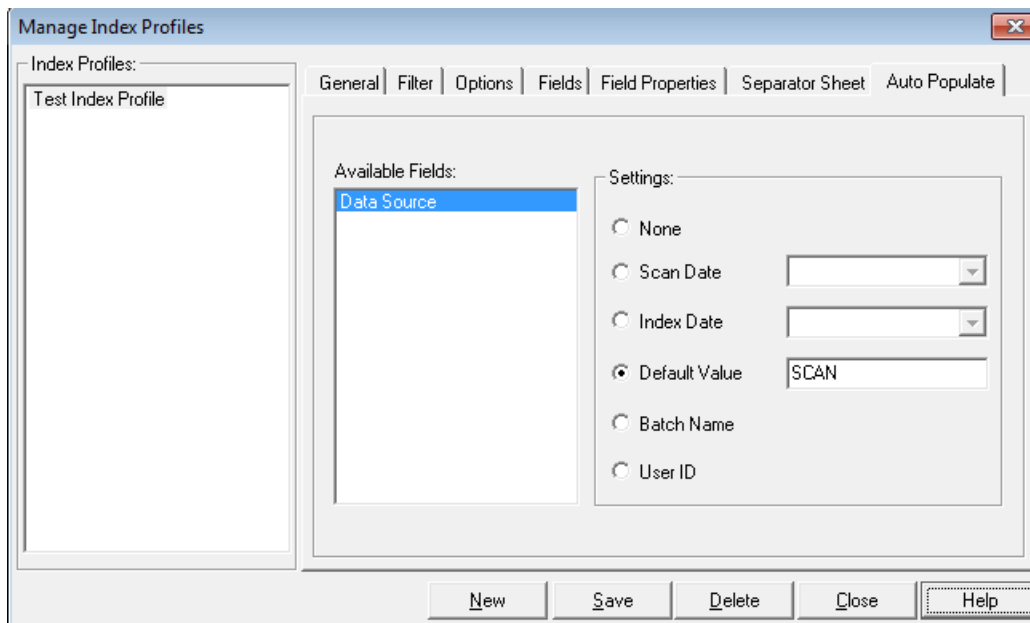 Manage Index Profiles
Index Profiles:
Test Index Profile
General Filter Options Fields Field Properties Separator Sheet Auto Populate
Available Fields:
Data Source
Settings:
None
Scan Date
Index Date
Default Value SCAN
Batch Name
User ID
New Save Delete Close Help